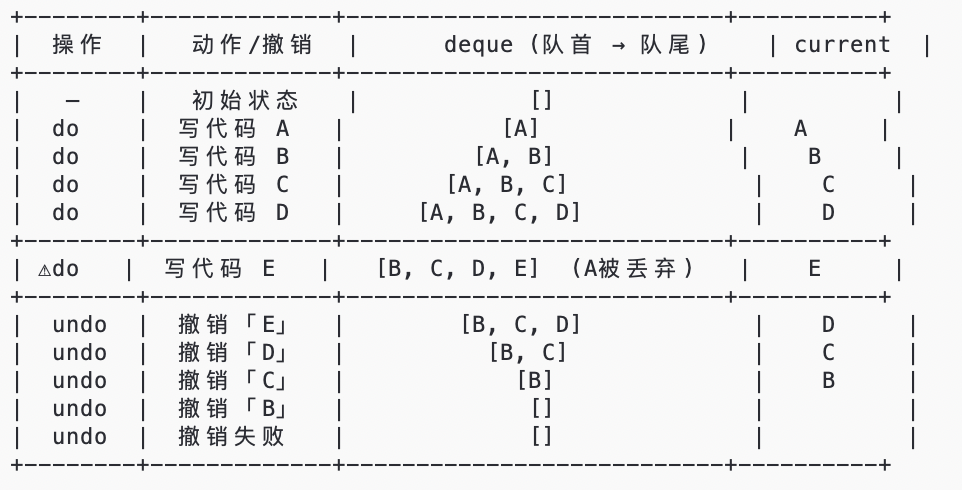 +--------+-------------+----------------------------+----------+
| 操作 | 动作/撤销 | deque (队首 → 队尾) | current |
+--------+-------------+----------------------------+----------+
| — | 初始状态 | [] | |
| do | 写代码 A | [A] | A |
| do | 写代码 B | [A, B] | B |
| do | 写代码 C | [A, B, C] | C |
| do | 写代码 D | [A, B, C, D] | D |
+--------+-------------+----------------------------+----------+
| ⚠do | 写代码 E | [B, C, D, E] (A被丢弃) | E |
+--------+-------------+----------------------------+----------+
| undo | 撤销「E」 | [B, C, D] | D |
| undo | 撤销「D」 | [B, C] | C |
| undo | 撤销「C」 | [B] | B |
| undo | 撤销「B」 | [] | |
| undo | 撤销失败 | [] | |
+--------+-------------+----------------------------+----------+